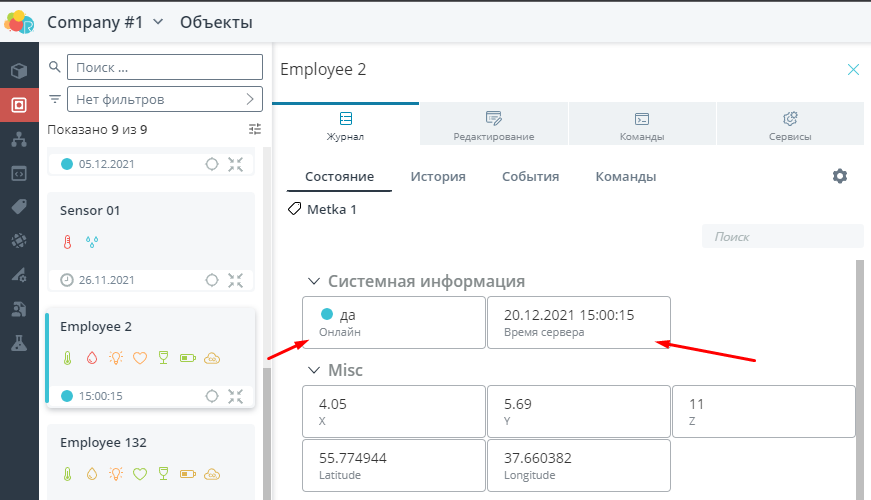 Company #1 Объекты
Поиск ...
Нет фильтров
Показано 9 из 9
05.12.2021
Sensor 01
26.11.2021
Employee 2
15:00:15
Employee 132
Employee 2
Журнал
Редактирование
Команды
Сервисы
Состояние История События Команды
Metka 1
Поиск
Системная информация
да
Онлайн
20.12.2021 15:00:15
Время сервера
Misc
4.05
X
5.69
Y
11
Z
55.774944
Latitude
37.660382
Longitude